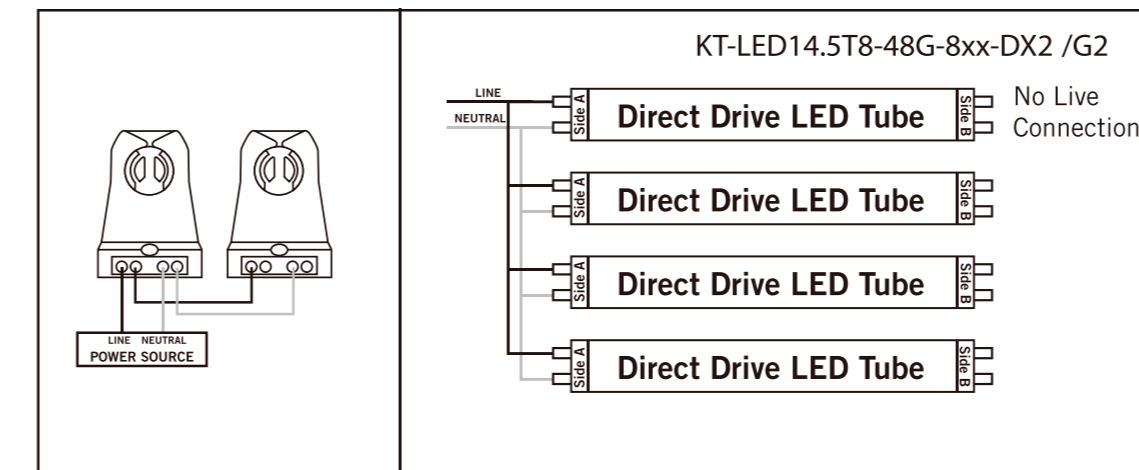 LINE NEUTRAL
POWER SOURCE
KT-LED14.5T8-48G-8xx-DX2 /G2
LINE
NEUTRAL
Side A
Direct Drive LED Tube
Side B
No Live
Connection
Side A
Direct Drive LED Tube
Side B
Side A
Direct Drive LED Tube
Side B
Side A
Direct Drive LED Tube
Side B